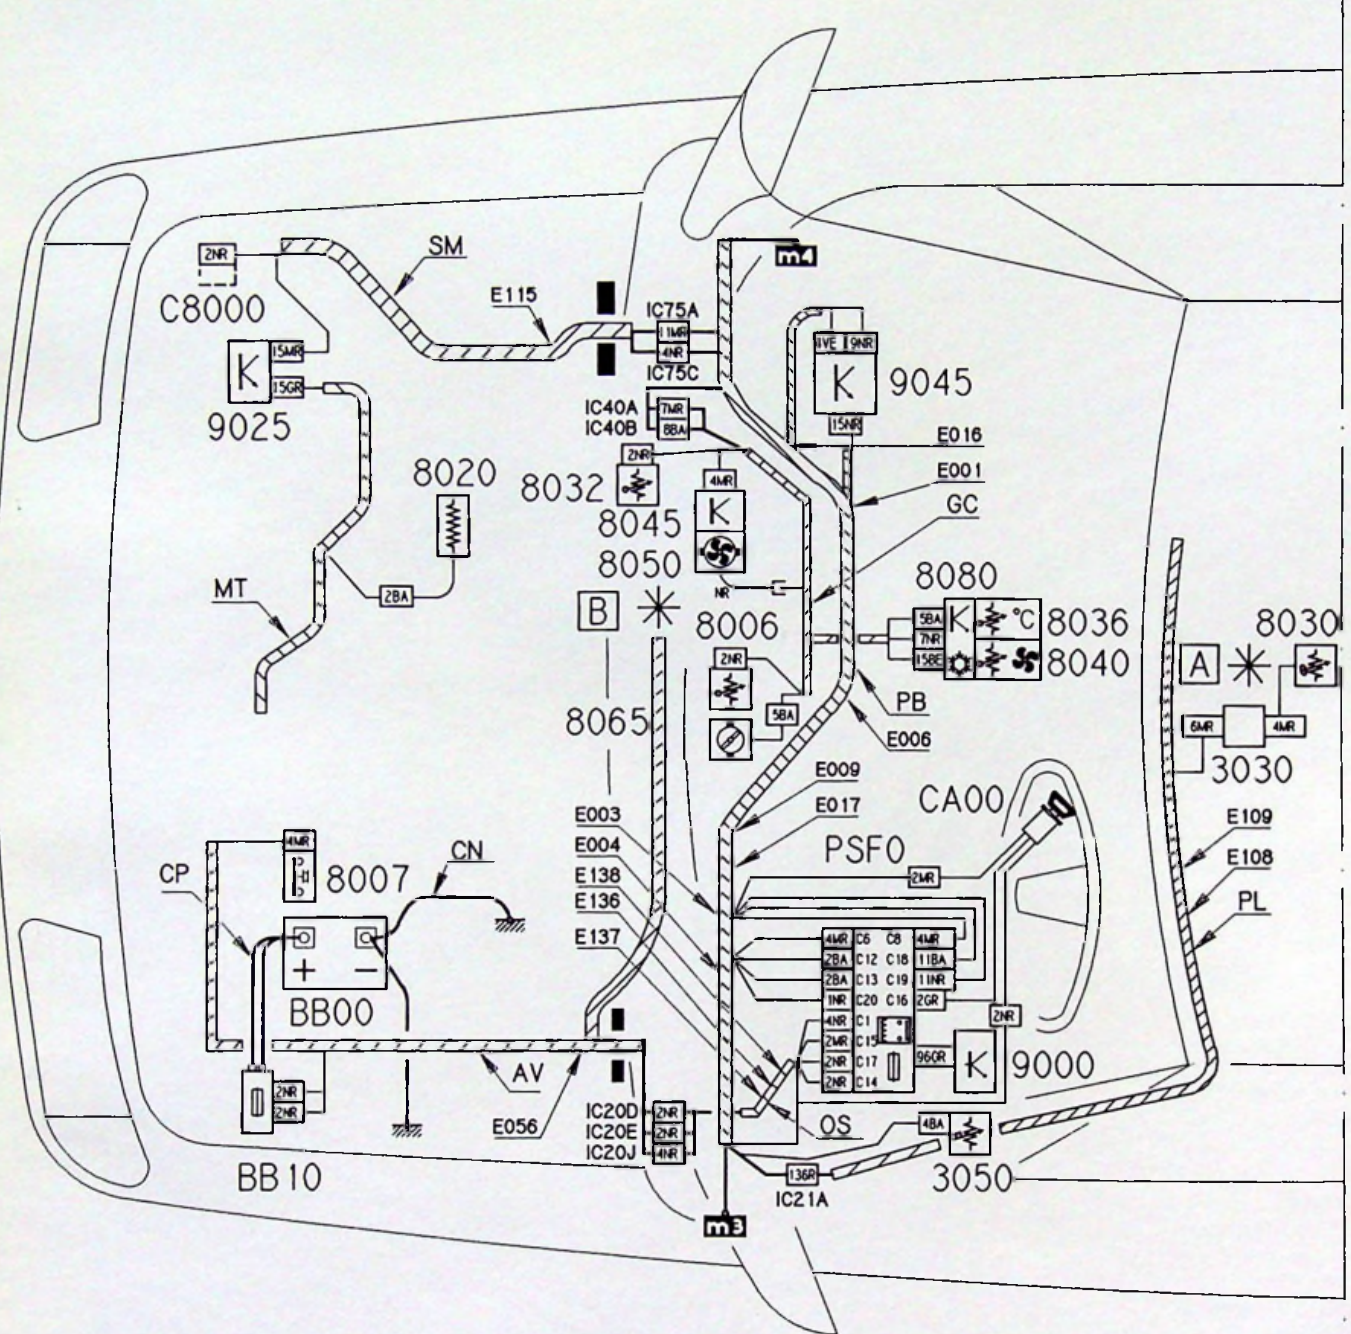 m4
2NR
SM
C8000
E115
IC75A
11MR
4NR
IC75C
15MR
K
15GR
9025
1VE 9NR
K
9045
15NR
IC40A
7MR
IC40B
8BA
E016
2NR
8032
4MR
K
8045
8050
NR
E001
GC
8020
2BA
MT
B
8006
2NR
5BA
8080
5BA
K
°C
8036
7NR
15BE
8040
A
8030
6MR
4MR
3030
8065
PB
E006
E009
E017
E003
E004
E138
E136
E137
CA00
PSF0
2MR
E109
E108
PL
4MR
CP
8007
CN
+
−
BB00
4MR C6 C8 4MR
2BA C12 C18 11BA
2BA C13 C19 11NR
1NR C20 C16 2GR
4NR C1
2MR C15
2NR C17
2NR C14
2NR
96GR
K
9000
AV
E056
2NR
2NR
BB10
IC20D
2NR
IC20E
2NR
IC20J
4NR
OS
4BA
3050
136R
IC21A
m3